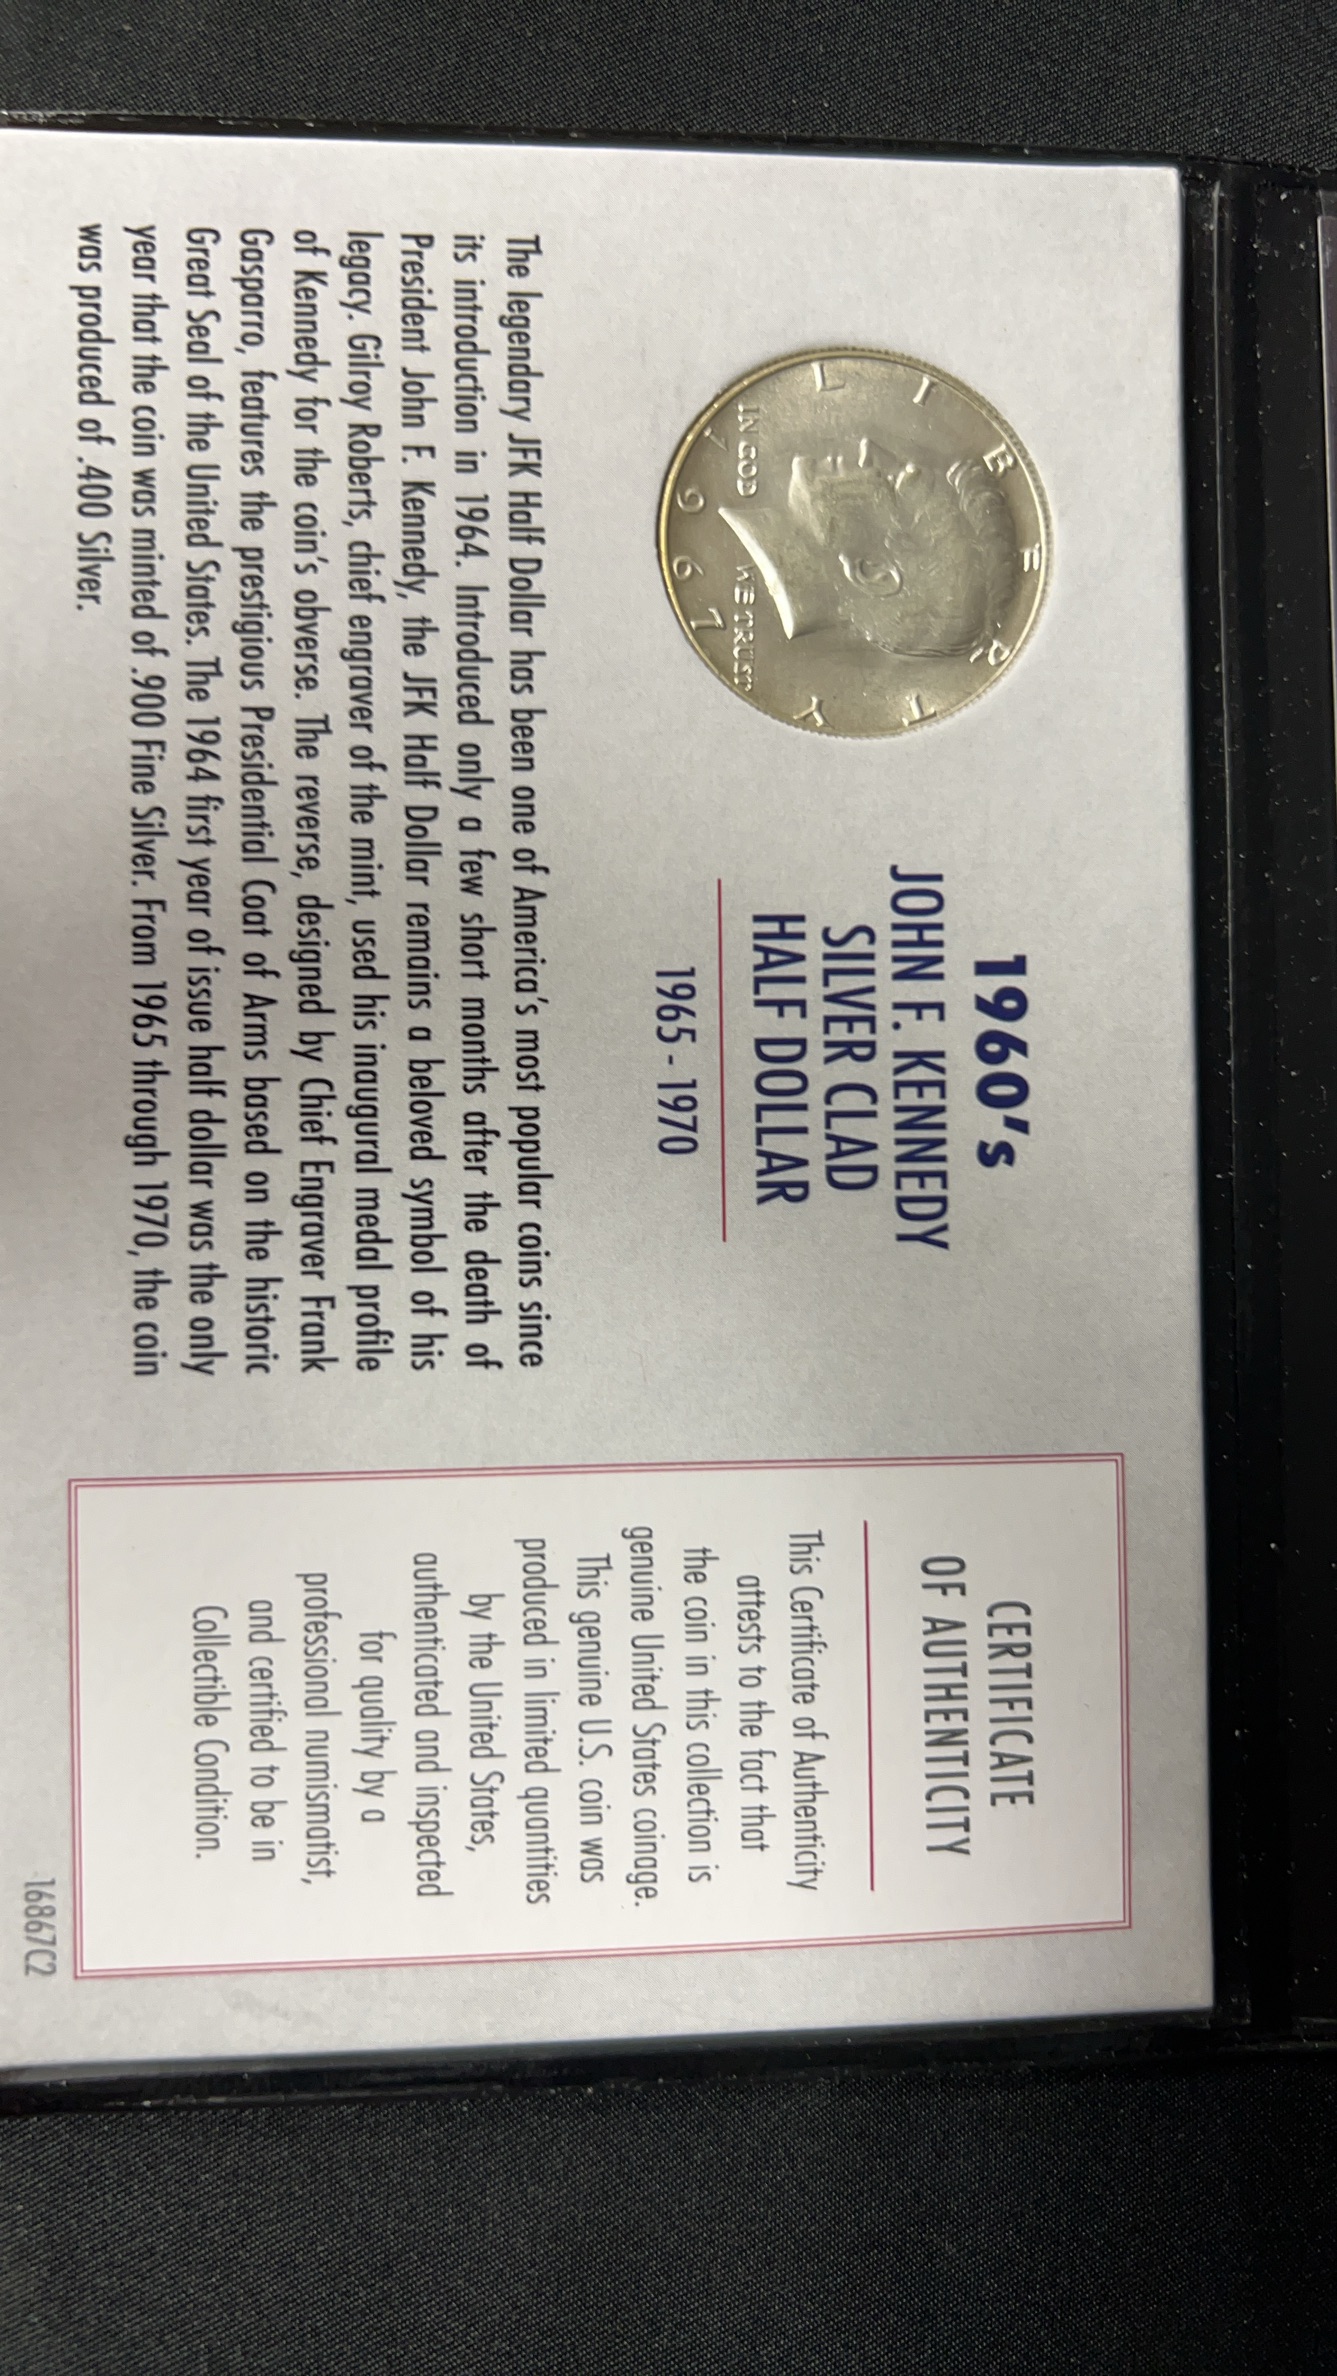 LIBERTY
IN GOD WE TRUST
1967
1960's
JOHN F. KENNEDY
SILVER CLAD
HALF DOLLAR
1965 - 1970
The legendary JFK Half Dollar has been one of America's most popular coins since
its introduction in 1964. Introduced only a few short months after the death of
President John F. Kennedy, the JFK Half Dollar remains a beloved symbol of his
legacy. Gilroy Roberts, chief engraver of the mint, used his inaugural medal profile
of Kennedy for the coin's obverse. The reverse, designed by Chief Engraver Frank
Gasparro, features the prestigious Presidential Coat of Arms based on the historic
Great Seal of the United States. The 1964 first year of issue half dollar was the only
year that the coin was minted of .900 Fine Silver. From 1965 through 1970, the coin
was produced of .400 Silver.
CERTIFICATE
OF AUTHENTICITY
This Certificate of Authenticity
attests to the fact that
the coin in this collection is
genuine United States coinage.
This genuine U.S. coin was
produced in limited quantities
by the United States,
authenticated and inspected
for quality by a
professional numismatist,
and certified to be in
Collectible Condition.
16867C2